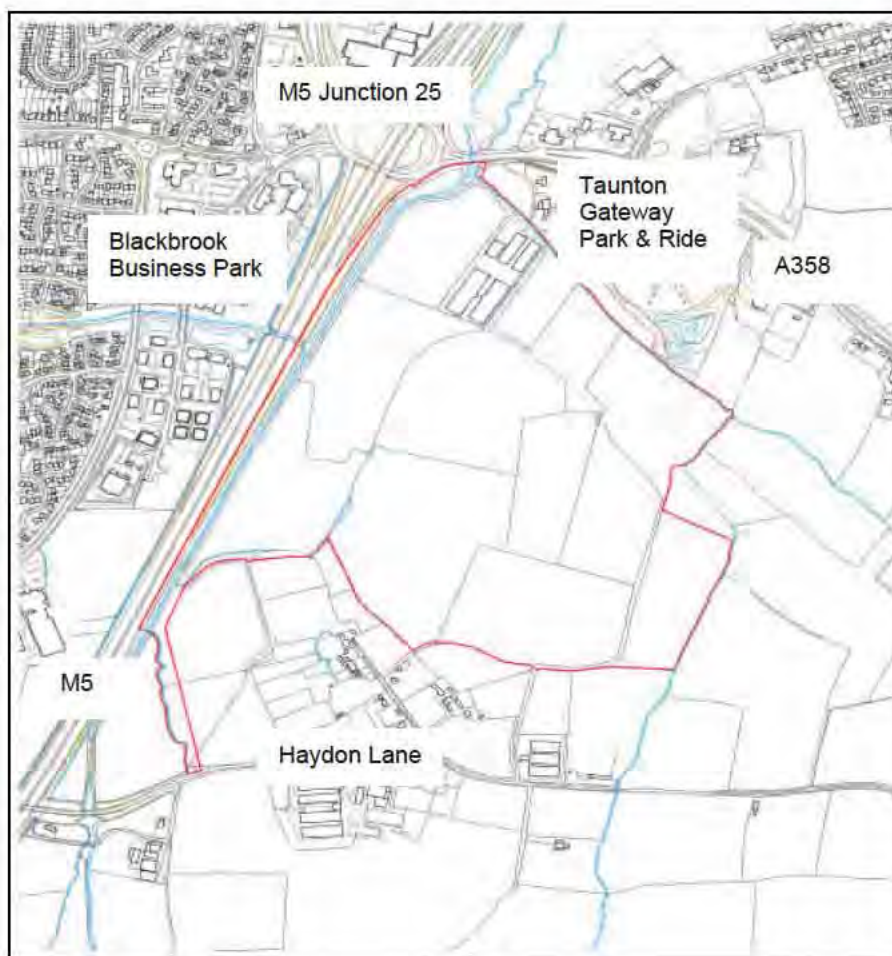 M5 Junction 25
Taunton
Gateway
Park & Ride
Blackbrook
Business Park
A358
M5
Haydon Lane